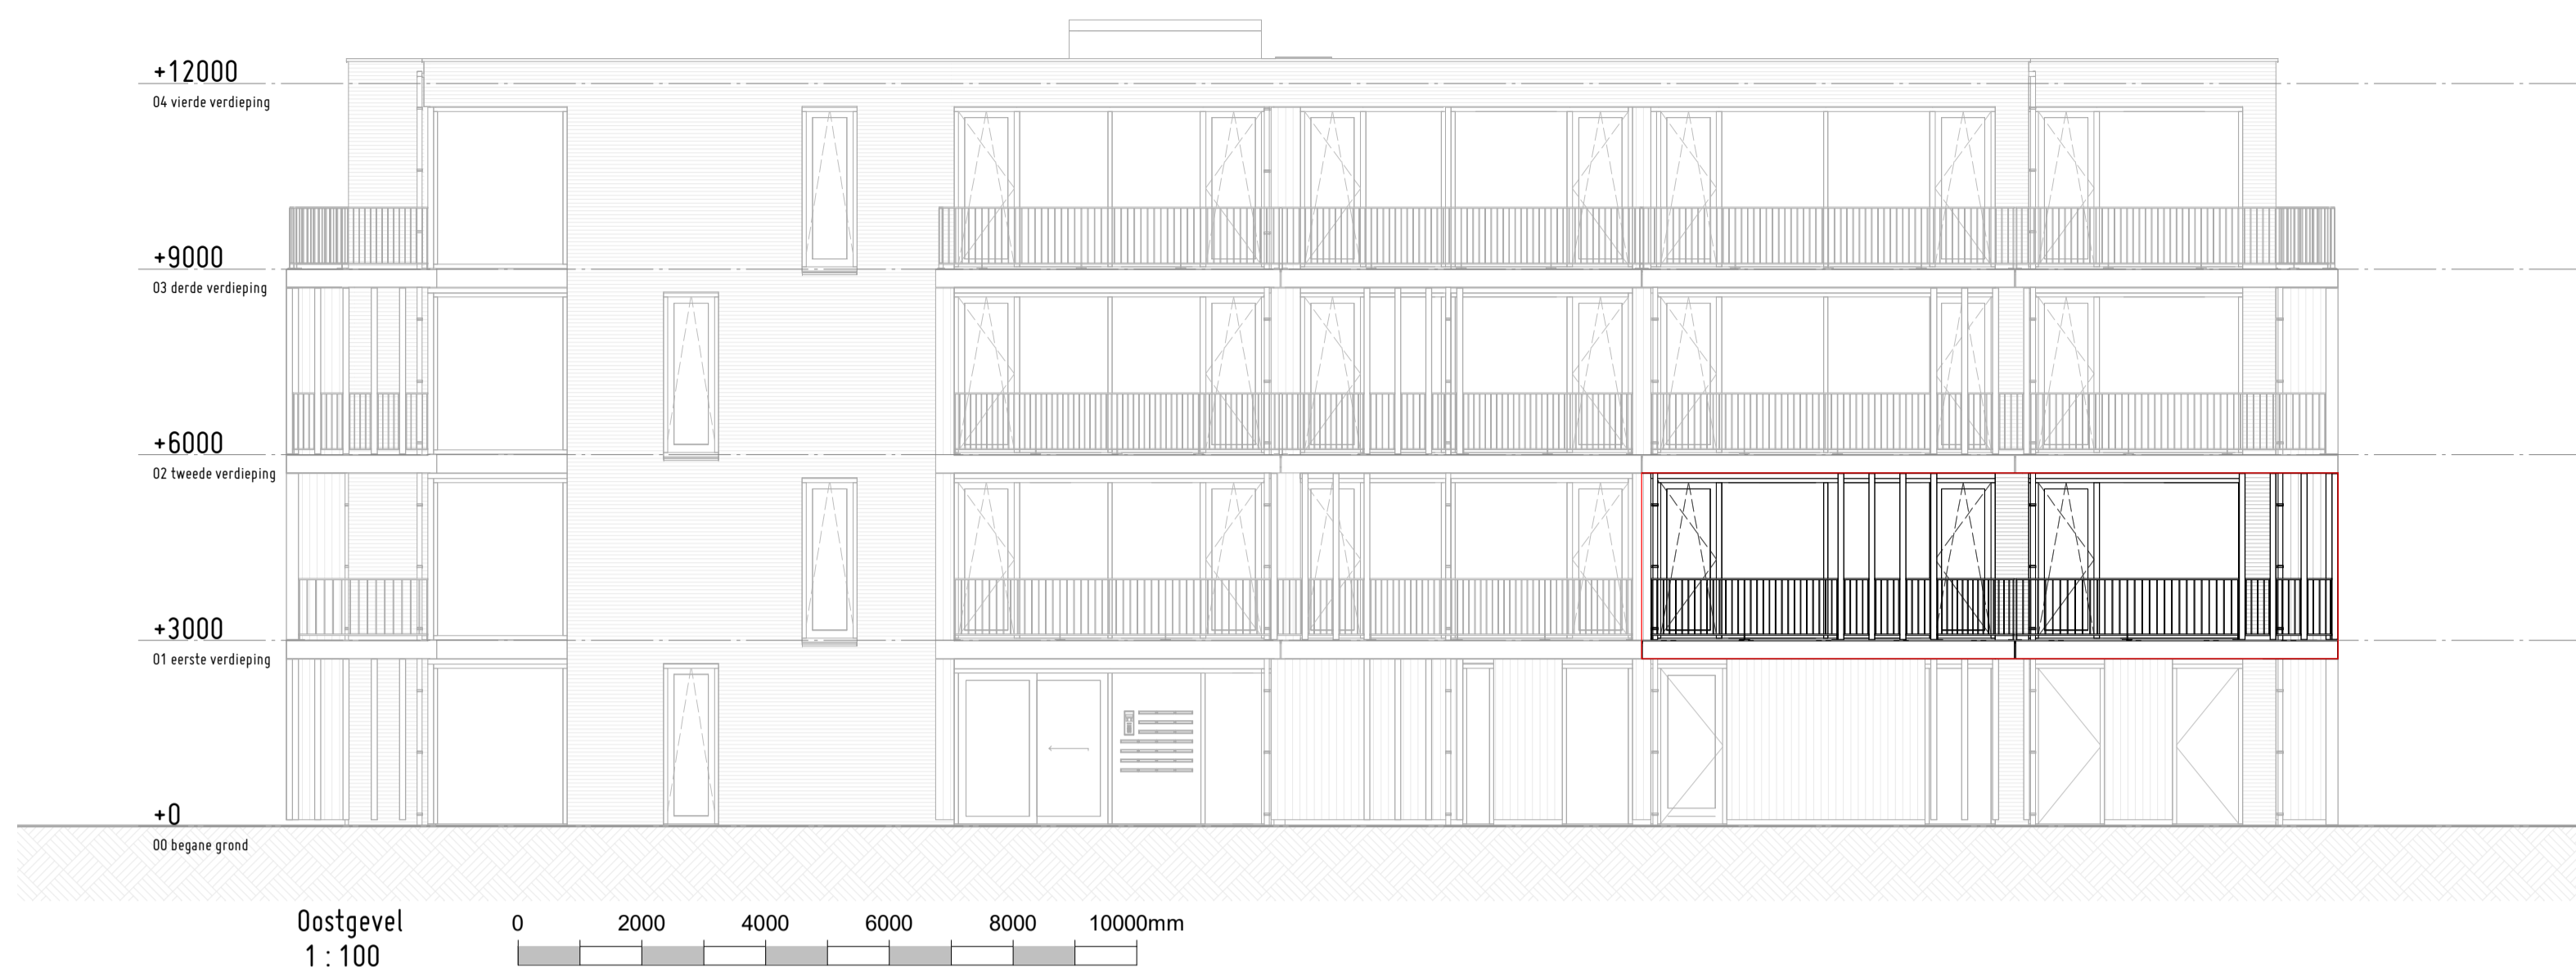 +12000
04 vierde verdieping
+9000
03 derde verdieping
+6000
02 tweede verdieping
+3000
01 eerste verdieping
+0
00 begane grond
Oostgevel
1 : 100
0 2000 4000 6000 8000 10000mm